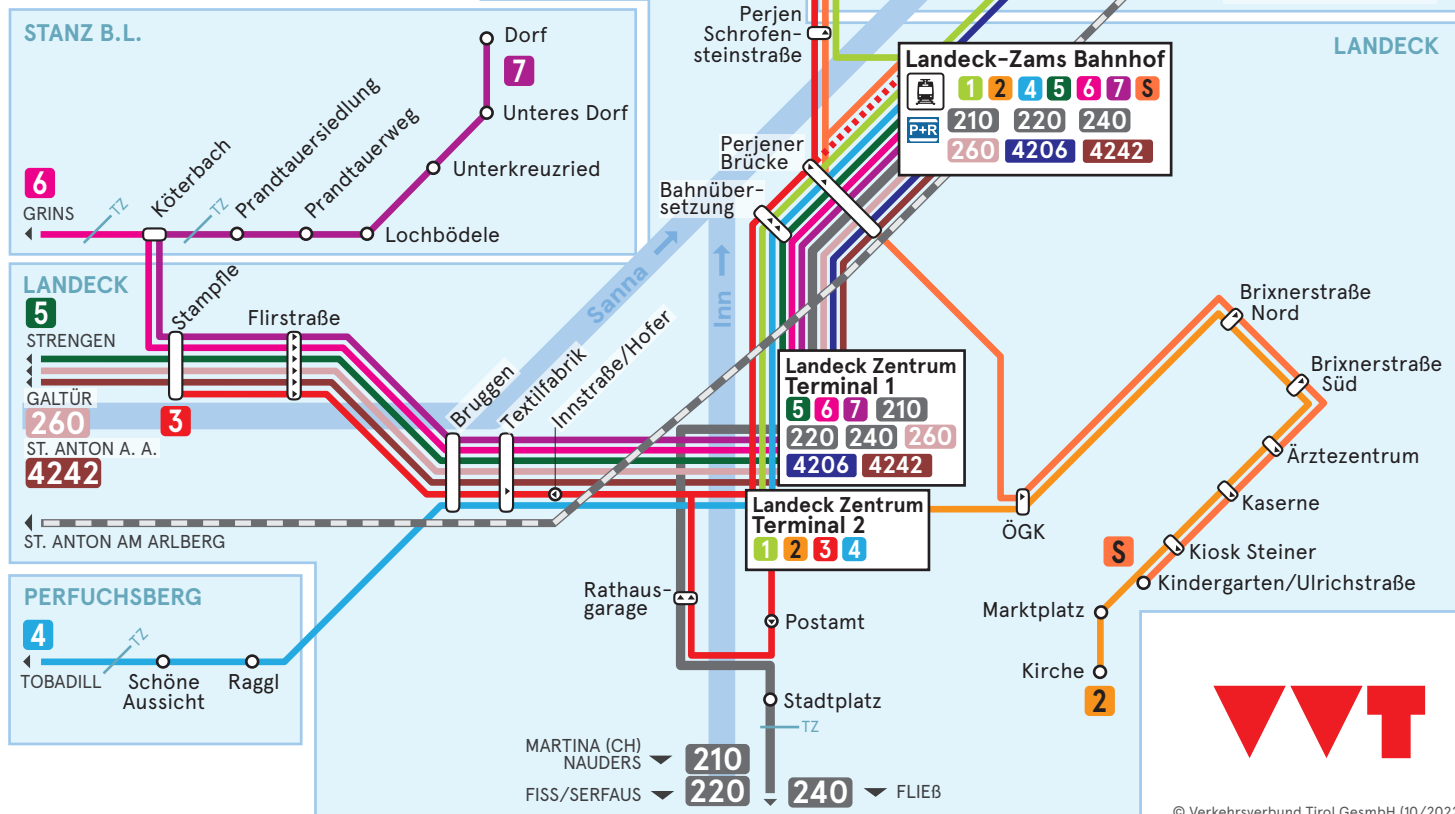 STANZ B.L.
Dorf
7
Unteres Dorf
Unterkreuzried
Lochbödele
Prandtauerweg
Prandtauersiedlung
Köterbach
TZ
TZ
6
GRINS
LANDECK
5
STRENGEN
GALTÜR
260
ST. ANTON A. A.
4242
3
Stampfle
Flirstraße
Bruggen
Textilfabrik
Innstraße/Hofer
ST. ANTON AM ARLBERG
Sanna
Inn
PERFUCHSBERG
4
TZ
TOBADILL
Schöne
Aussicht
Raggl
Perjen
Schrofen-
steinstraße
Perjener
Brücke
Bahnüber-
setzung
LANDECK
Landeck-Zams Bahnhof
1 2 4 5 6 7 S
210 220 240
P+R
260 4206 4242
Landeck Zentrum
Terminal 1
5 6 7 210
220 240 260
4206 4242
Landeck Zentrum
Terminal 2
1 2 3 4
Rathaus-
garage
Postamt
Stadtplatz
TZ
MARTINA (CH)
NAUDERS
210
FISS/SERFAUS
220
240
FLIEß
Brixnerstraße
Nord
Brixnerstraße
Süd
Ärztezentrum
Kaserne
Kiosk Steiner
Kindergarten/Ulrichstraße
ÖGK
S
Marktplatz
Kirche
2
VVT
© Verkehrsverbund Tirol GesmbH (10/202